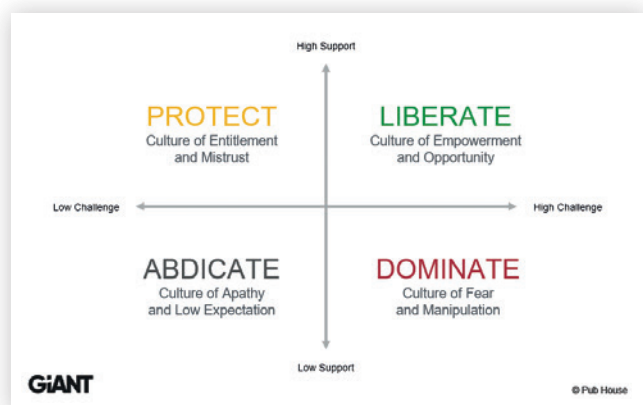 High Support
PROTECT
Culture of Entitlement
and Mistrust
LIBERATE
Culture of Empowerment
and Opportunity
Low Challenge
High Challenge
ABDICATE
Culture of Apathy
and Low Expectation
DOMINATE
Culture of Fear
and Manipulation
Low Support
GiANT
© Pub House